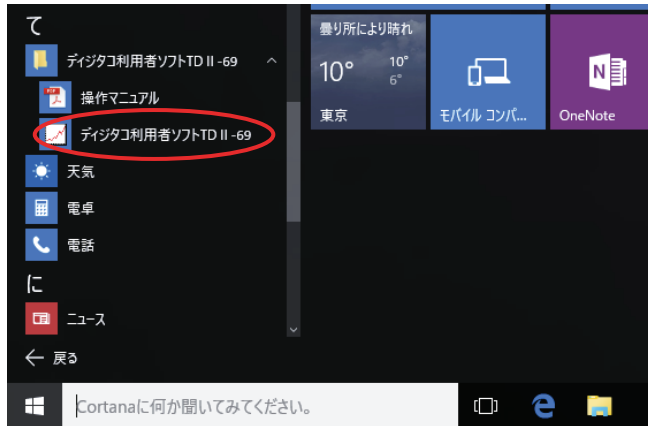 て
ディジタコ利用者ソフトTD II -69
操作マニュアル
ディジタコ利用者ソフトTD II -69
天気
電卓
電話
に
ニュース
戻る
曇り所により晴れ
10°
10°
6°
東京
モバイル コンパ...
N
OneNote
Cortanaに何か聞いてみてください。